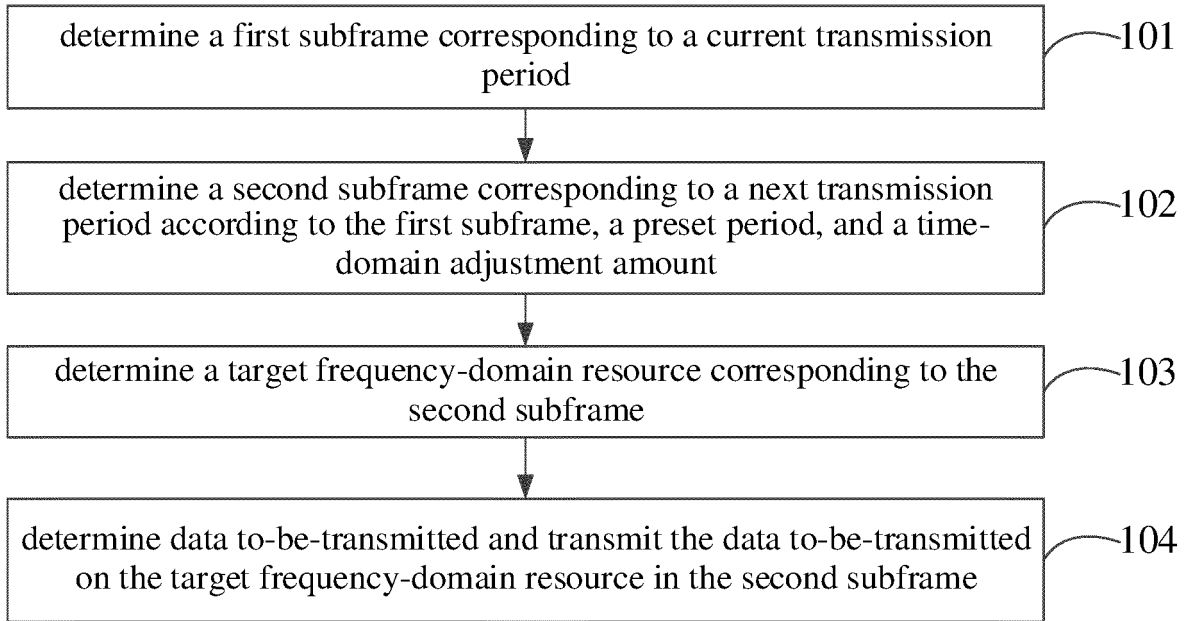 determine a first subframe corresponding to a current transmission
period
101
determine a second subframe corresponding to a next transmission
period according to the first subframe, a preset period, and a time-
domain adjustment amount
102
determine a target frequency-domain resource corresponding to the
second subframe
103
determine data to-be-transmitted and transmit the data to-be-transmitted
on the target frequency-domain resource in the second subframe
104